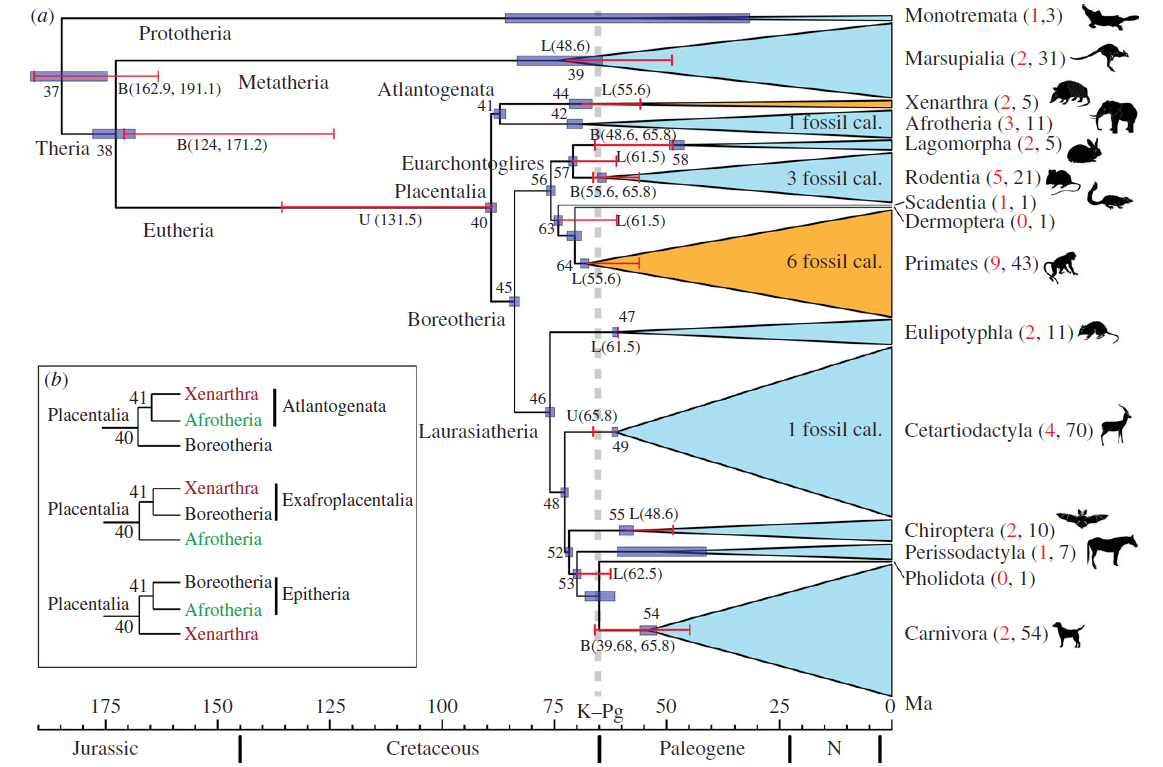 (a)
Prototheria
Monotremata (1,3)
L(48.6)
39
Marsupialia (2, 31)
Metatheria
37
B(162.9, 191.1)
Atlantogenata
44
L(55.6)
Xenarthra (2, 5)
41
42
1 fossil cal.
Afrotheria (3, 11)
Theria
38
B(124, 171.2)
B(48.6, 65.8)
58
Lagomorpha (2, 5)
Euarchontoglires
57
L(61.5)
56
B(55.6, 65.8)
3 fossil cal.
Rodentia (5, 21)
Placentalia
40
U (131.5)
Scadentia (1, 1)
Eutheria
63
L(61.5)
Dermoptera (0, 1)
64
L(55.6)
6 fossil cal.
Primates (9, 43)
45
Boreotheria
47
L(61.5)
Eulipotyphla (2, 11)
46
Laurasiatheria
U(65.8)
49
1 fossil cal.
Cetartiodactyla (4, 70)
48
55
L(48.6)
Chiroptera (2, 10)
52
Perissodactyla (1, 7)
53
L(62.5)
Pholidota (0, 1)
54
B(39.68, 65.8)
Carnivora (2, 54)
(b)
41
Xenarthra
Placentalia
Afrotheria
Atlantogenata
40
Boreotheria
41
Xenarthra
Placentalia
Boreotheria
Exafroplacentalia
40
Afrotheria
41
Boreotheria
Placentalia
Afrotheria
Epitheria
40
Xenarthra
175 150 125 100 75 K–Pg 50 25 0 Ma
Jurassic Cretaceous Paleogene N